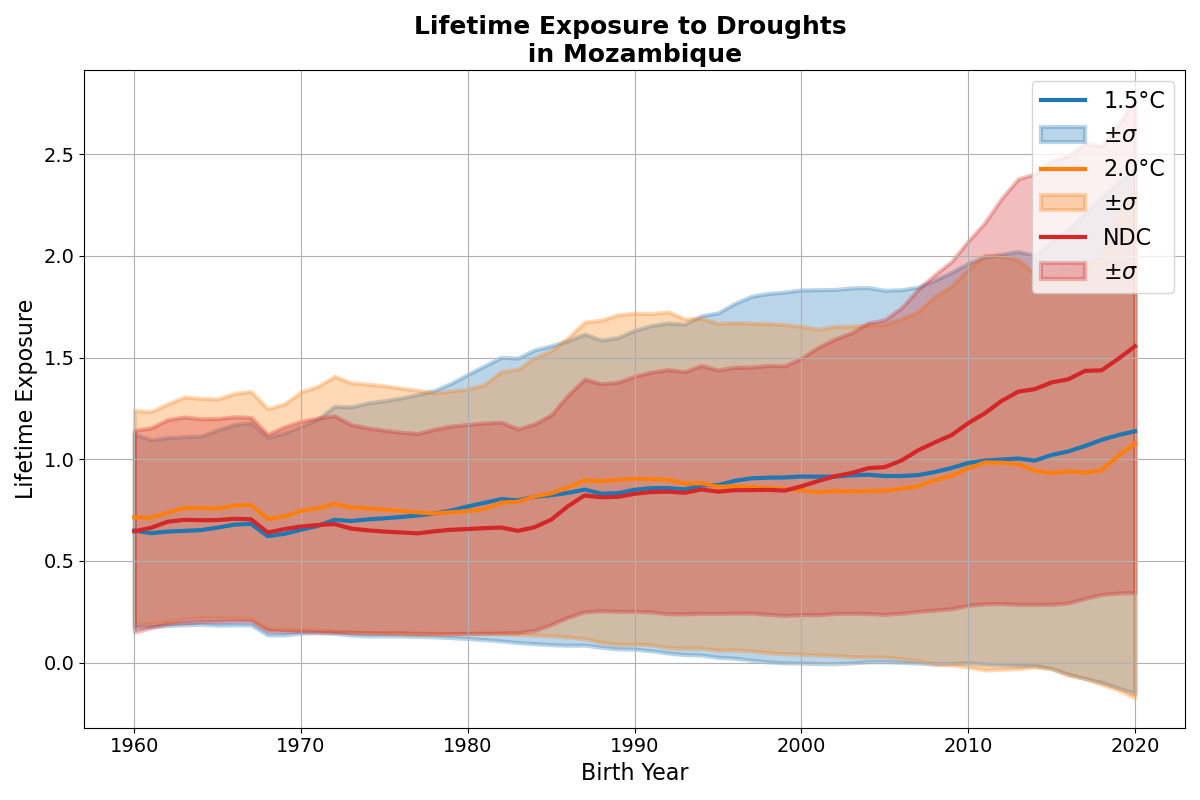 Lifetime Exposure to Droughts
in Mozambique
1.5°C
±σ
2.0°C
±σ
NDC
±σ
Lifetime Exposure
2.5
2.0
1.5
1.0
0.5
0.0
1960 1970 1980 1990 2000 2010 2020
Birth Year